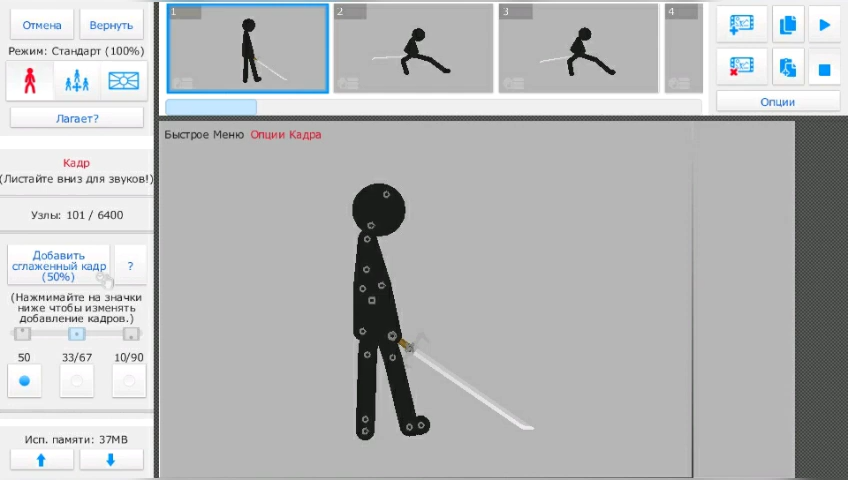 Отмена Вернуть
Режим: Стандарт (100%)
Лагает?
Кадр
(Листайте вниз для звуков!)
Узлы: 101 / 6400
Добавить
сглаженный кадр
(50%)
?
(Нажмимайте на значки
ниже чтобы изменять
добавление кадров.)
50 33/67 10/90
Исп. памяти: 37MB
1 2 3 4
Опции
Быстрое Меню Опции Кадра